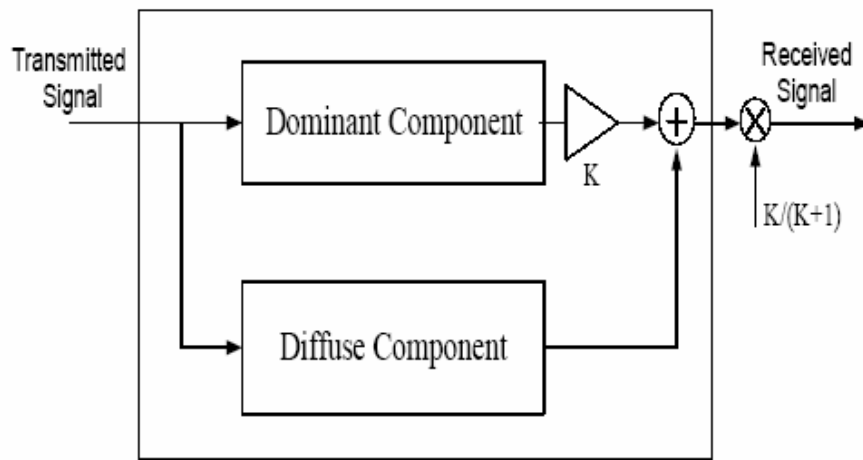 Transmitted
Signal
Dominant Component
K
+
Received
Signal
K/(K+1)
Diffuse Component